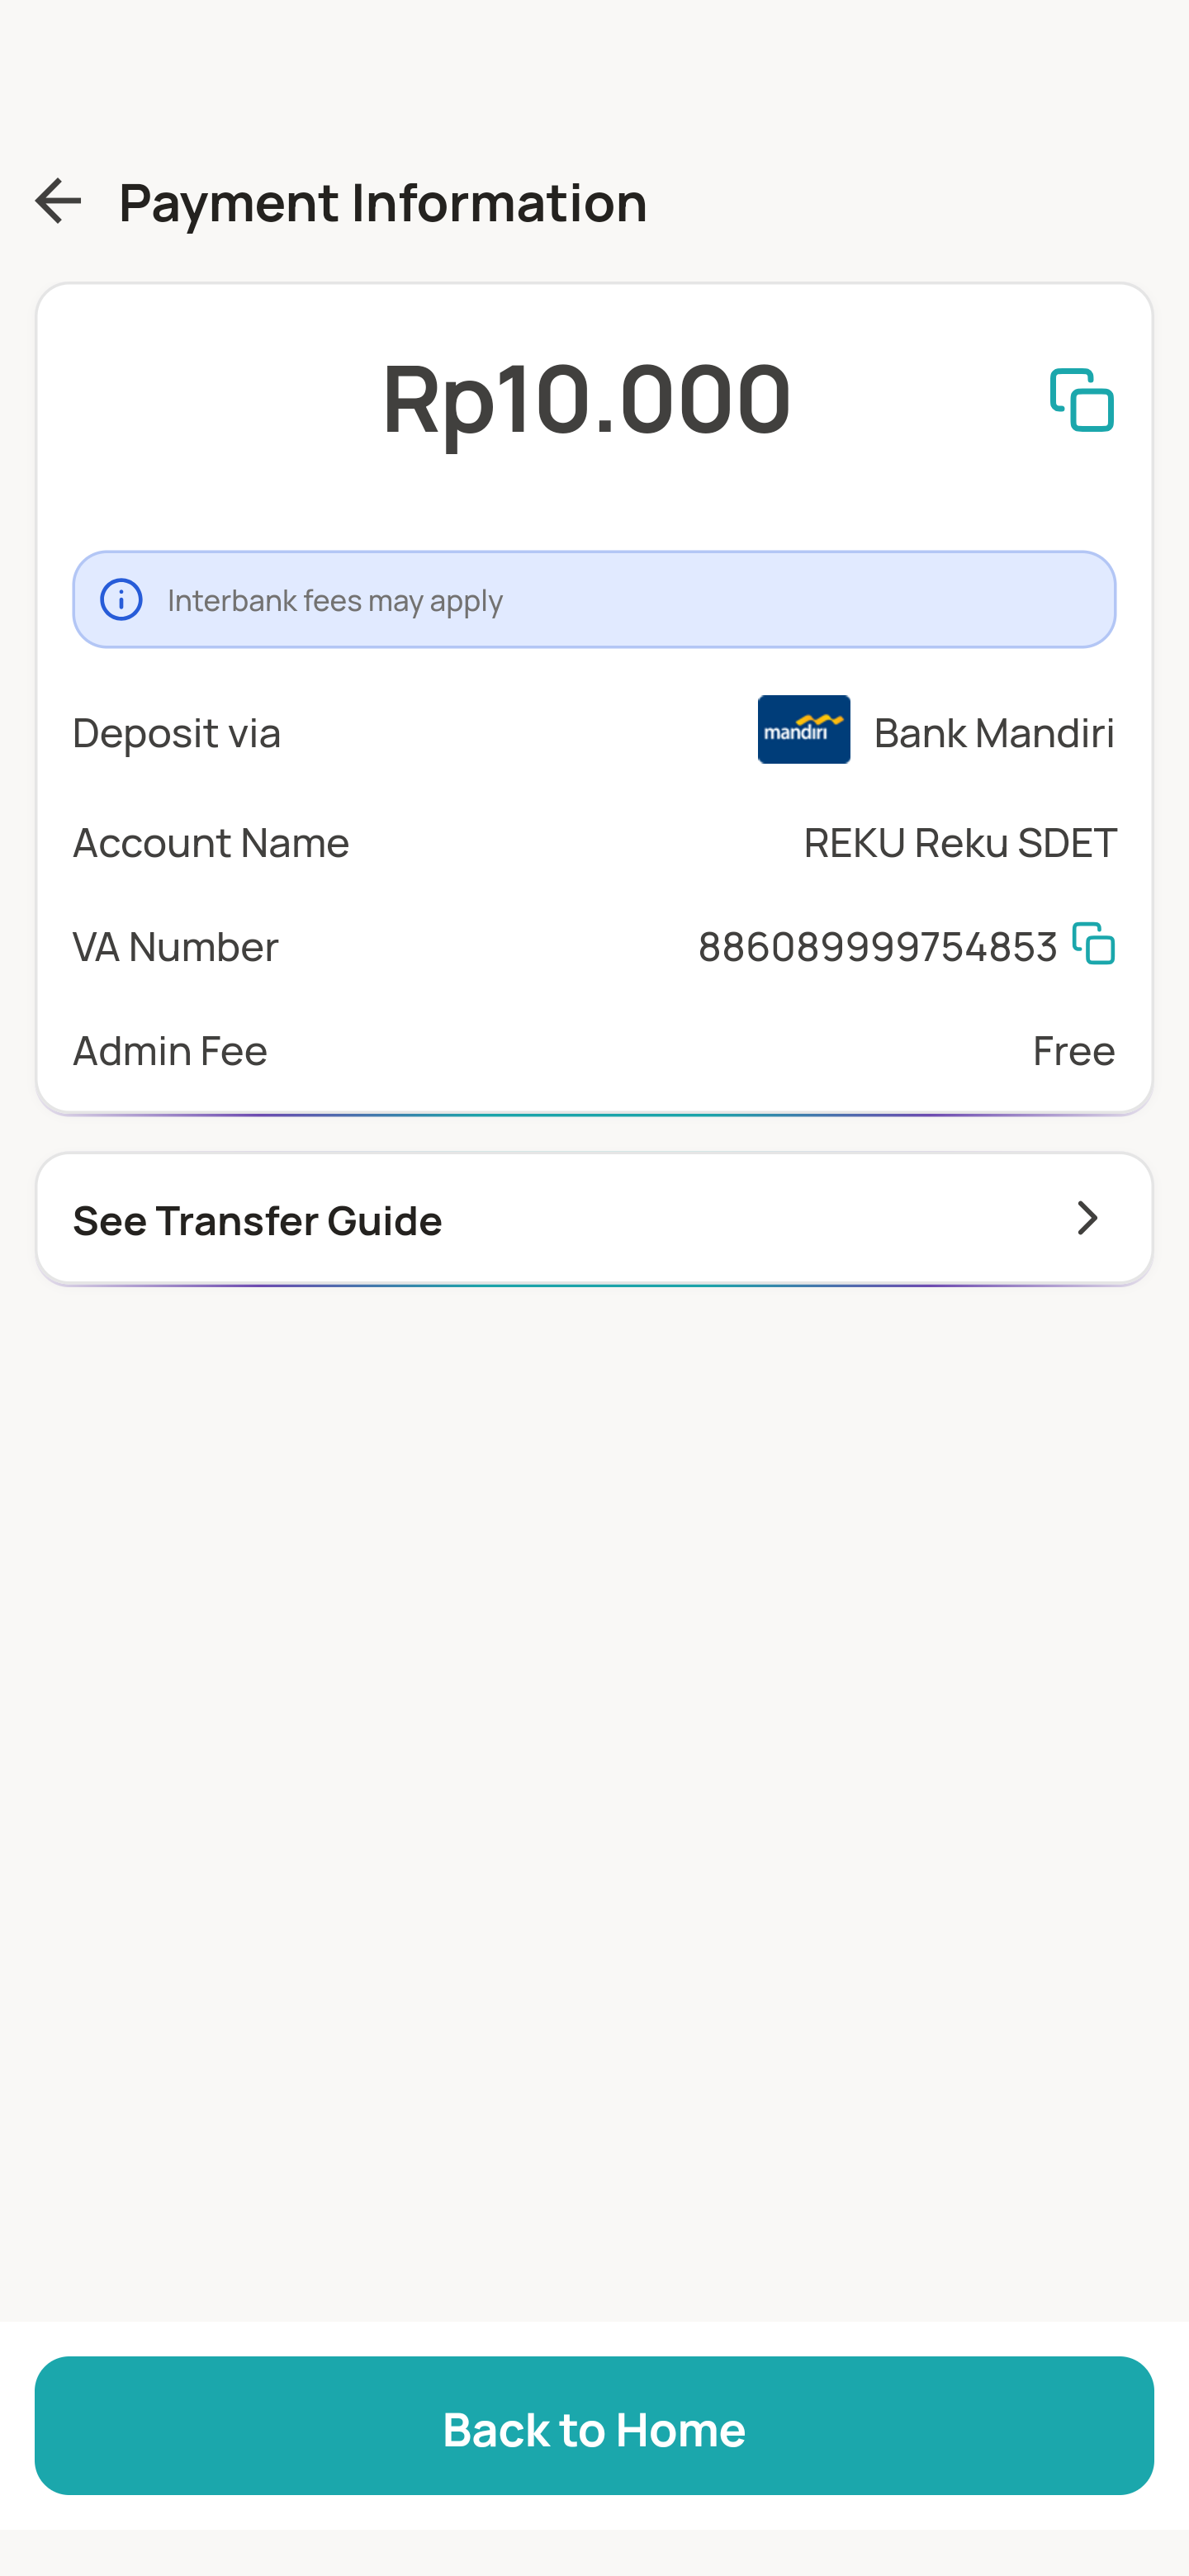 Payment Information
Rp10.000
Interbank fees may apply
Deposit via mandiri Bank Mandiri
Account Name REKU Reku SDET
VA Number 886089999754853
Admin Fee Free
See Transfer Guide
Back to Home